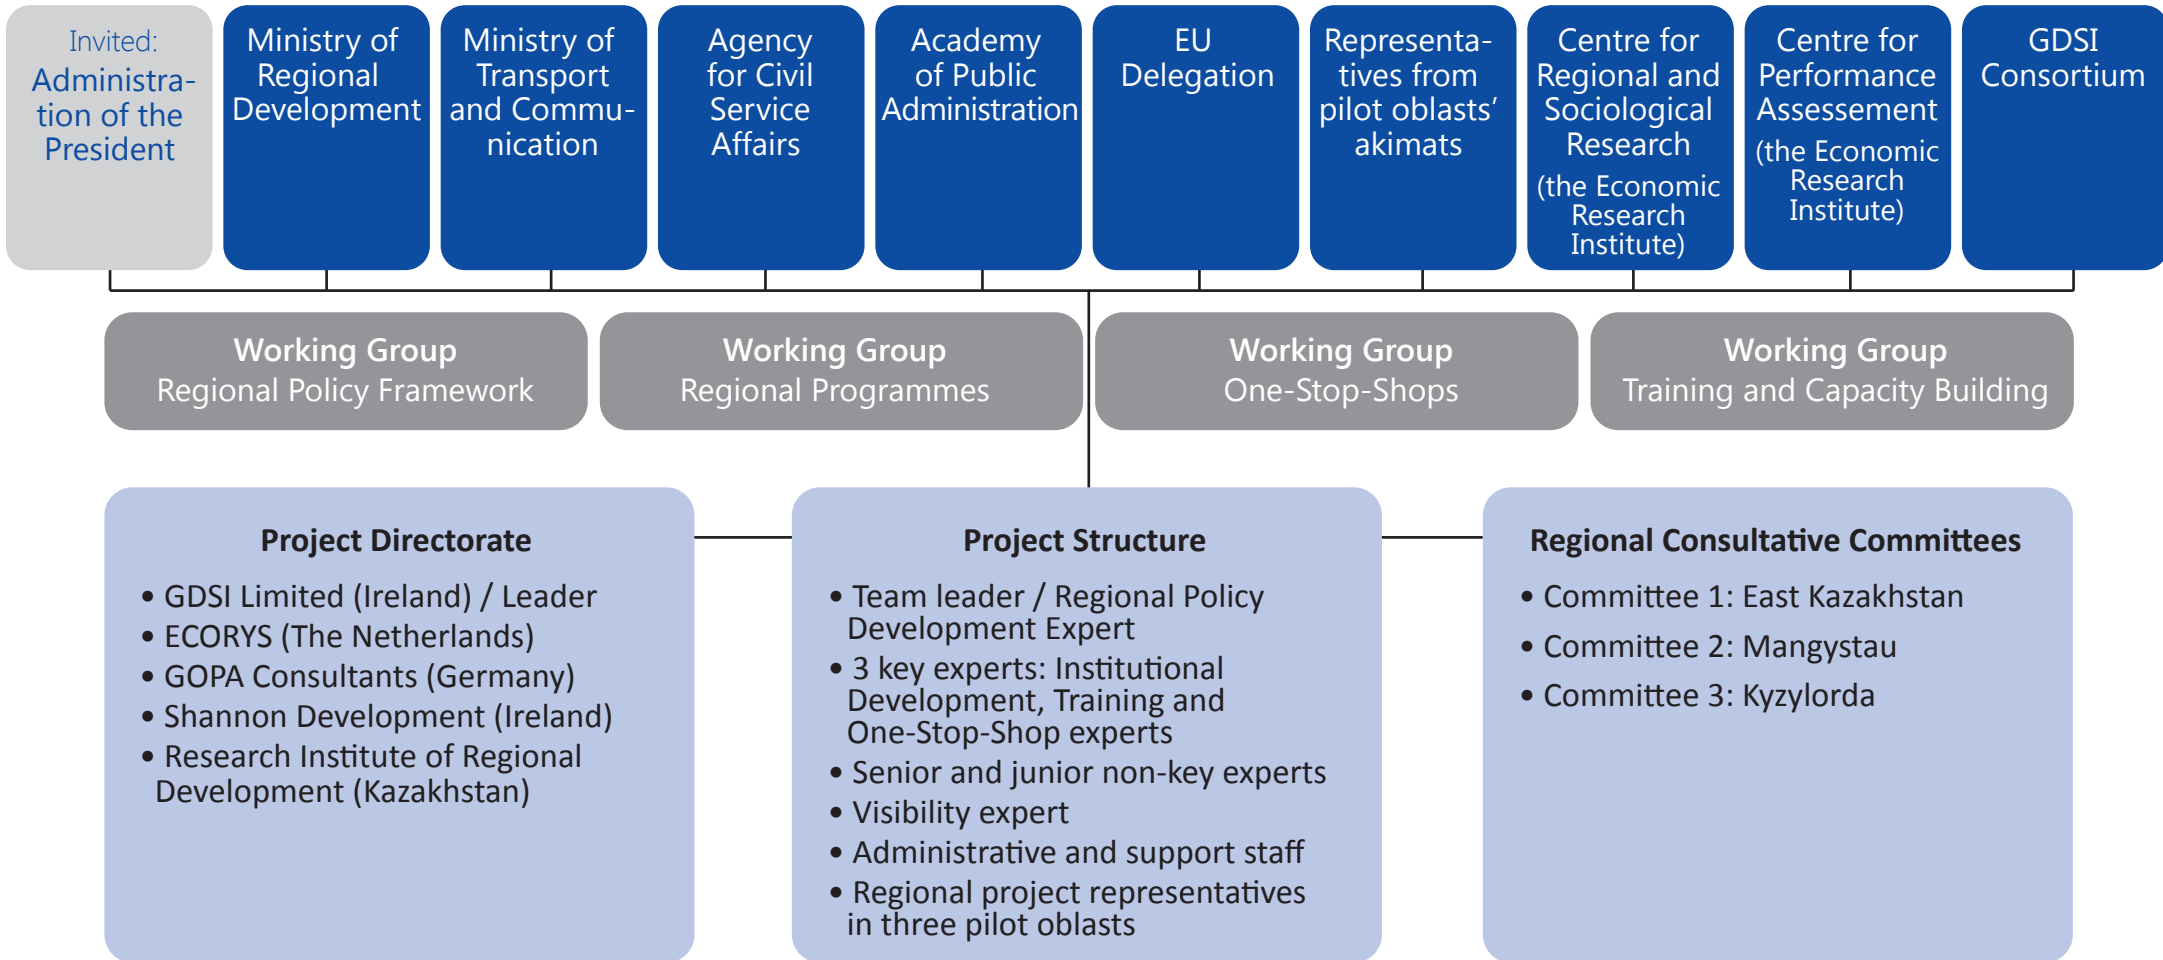 Invited:
Administra-
tion of the
President
Ministry of
Regional
Development
Ministry of
Transport
and Commu-
nication
Agency
for Civil
Service
Affairs
Academy
of Public
Administration
EU
Delegation
Representa-
tives from
pilot oblasts’
akimats
Centre for
Regional and
Sociological
Research
(the Economic
Research
Institute)
Centre for
Performance
Assessement
(the Economic
Research
Institute)
GDSI
Consortium
Working Group
Regional Policy Framework
Working Group
Regional Programmes
Working Group
One-Stop-Shops
Working Group
Training and Capacity Building
Project Directorate
• GDSI Limited (Ireland) / Leader
• ECORYS (The Netherlands)
• GOPA Consultants (Germany)
• Shannon Development (Ireland)
• Research Institute of Regional
Development (Kazakhstan)
Project Structure
• Team leader / Regional Policy
Development Expert
• 3 key experts: Institutional
Development, Training and
One-Stop-Shop experts
• Senior and junior non-key experts
• Visibility expert
• Administrative and support staff
• Regional project representatives
in three pilot oblasts
Regional Consultative Committees
• Committee 1: East Kazakhstan
• Committee 2: Mangystau
• Committee 3: Kyzylorda